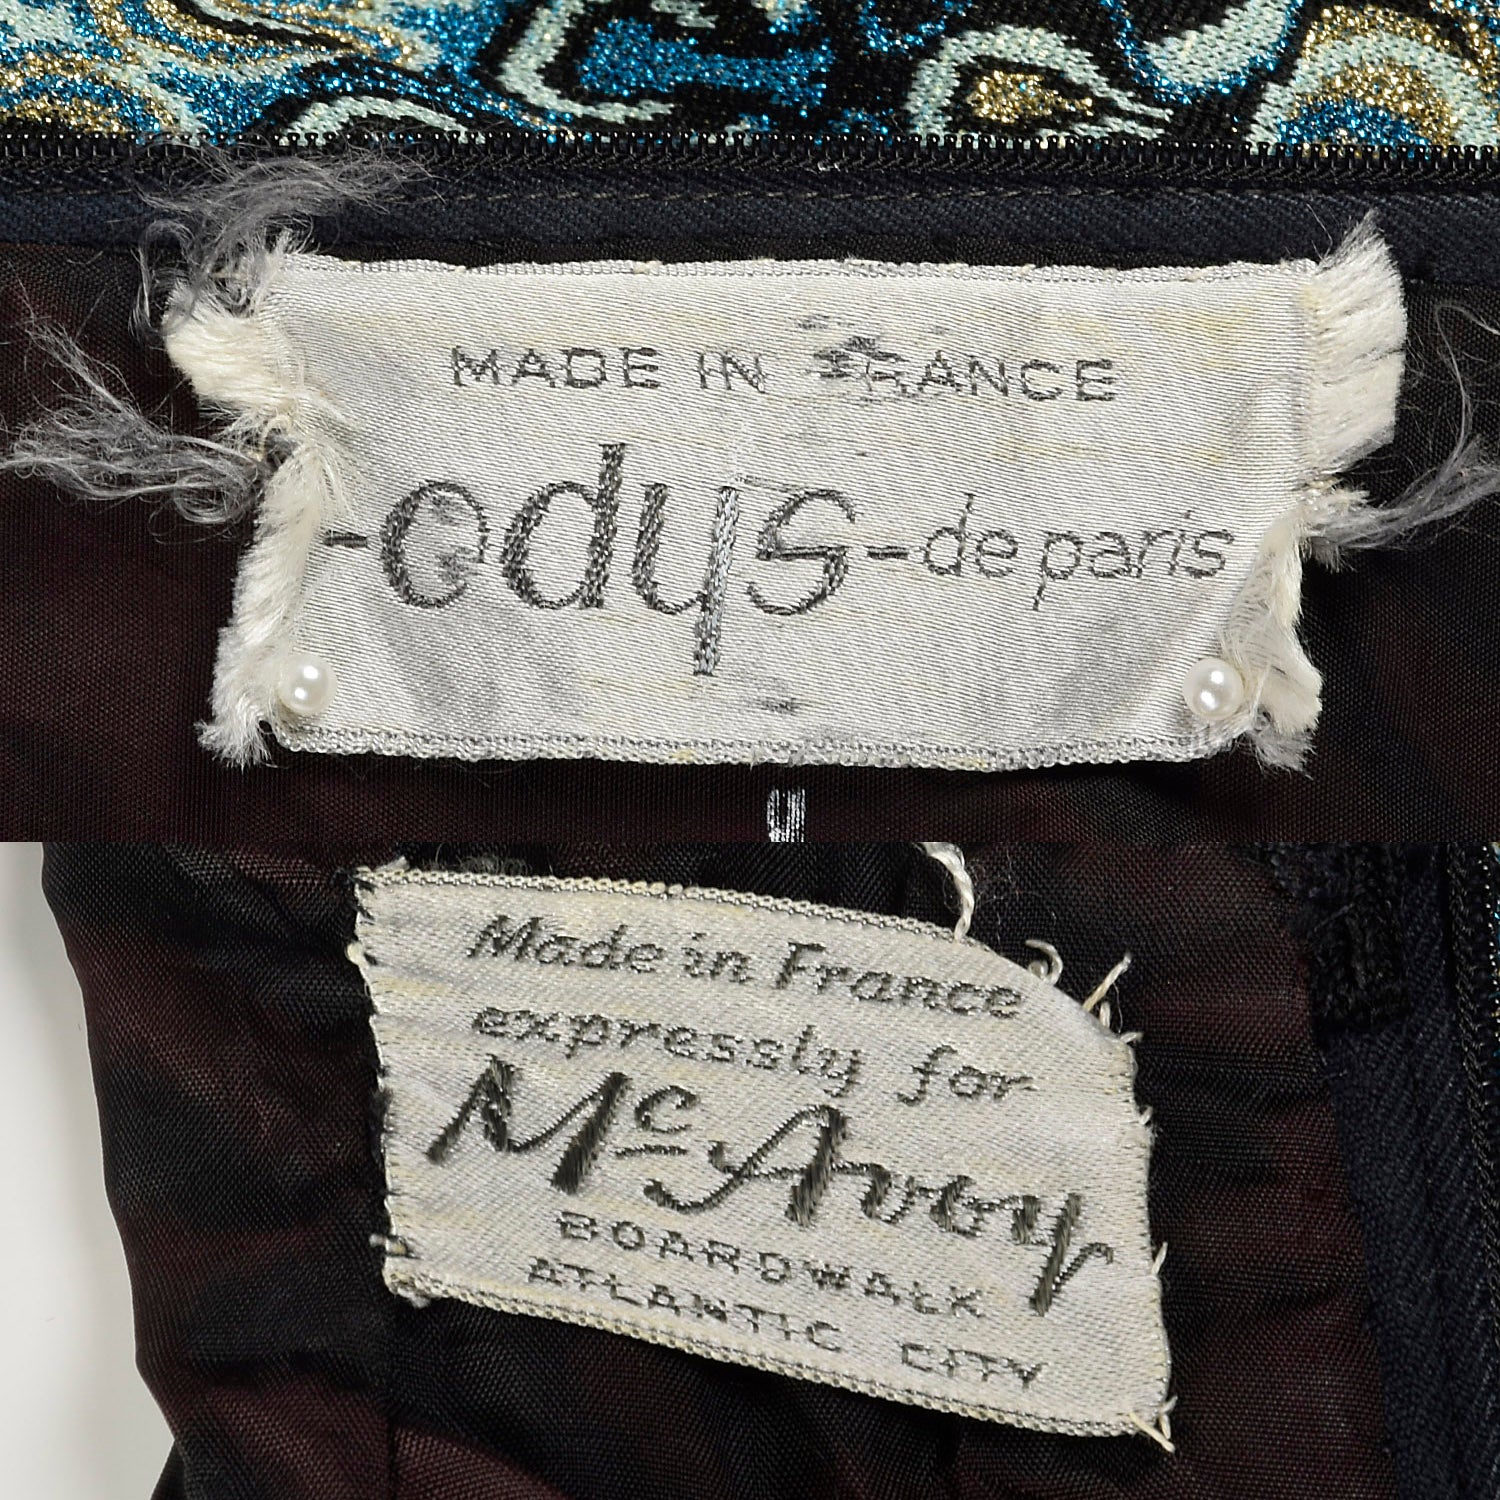 MADE IN FRANCE
-edys-de paris
Made in France
expressly for
McAvoy
BOARDWALK
ATLANTIC CITY